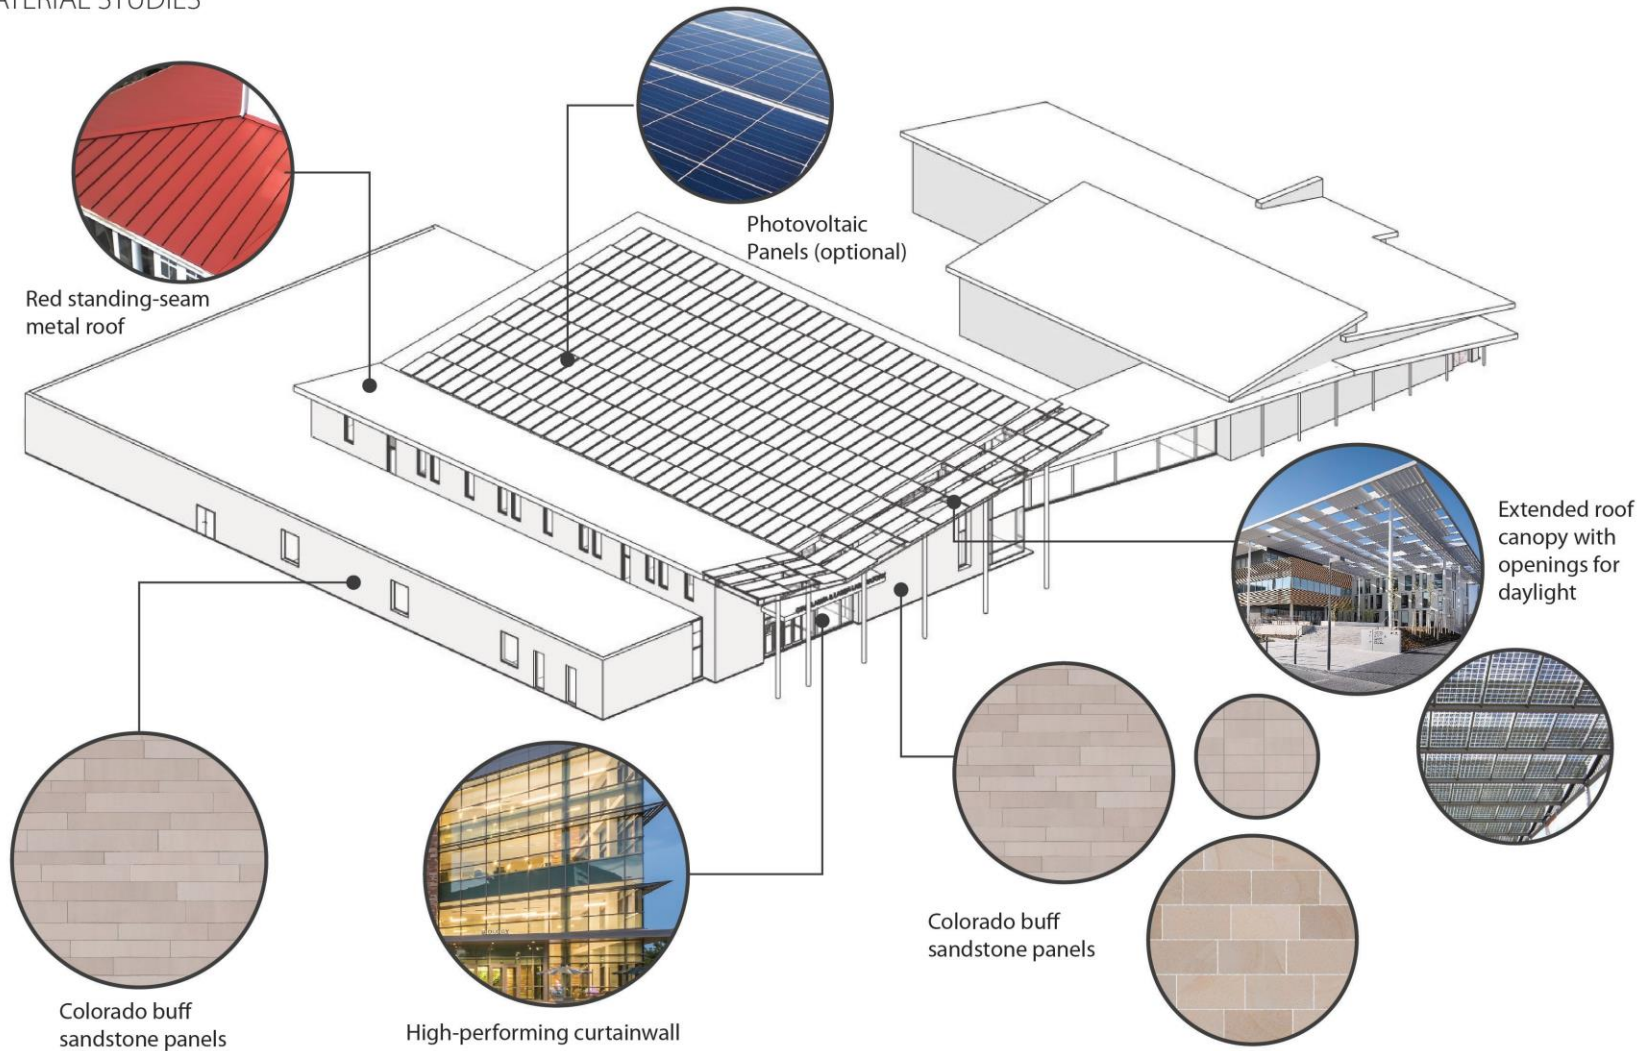 MATERIAL STUDIES
Photovoltaic
Panels (optional)
Red standing-seam
metal roof
Extended roof
canopy with
openings for
daylight
Colorado buff
sandstone panels
Colorado buff
sandstone panels
High-performing curtainwall